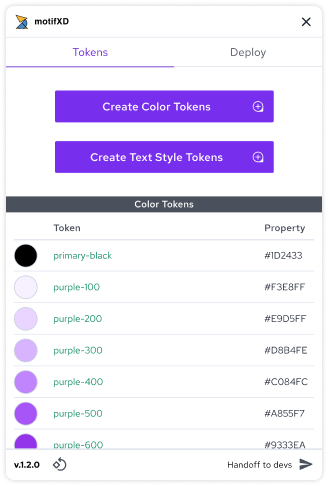 motifXD
Tokens Deploy
Create Color Tokens
Create Text Style Tokens
Color Tokens
Token Property
primary-black #1D2433
purple-100 #F3E8FF
purple-200 #E9D5FF
purple-300 #D8B4FE
purple-400 #C084FC
purple-500 #A855F7
purple-600 #9333EA
v.1.2.0 Handoff to devs